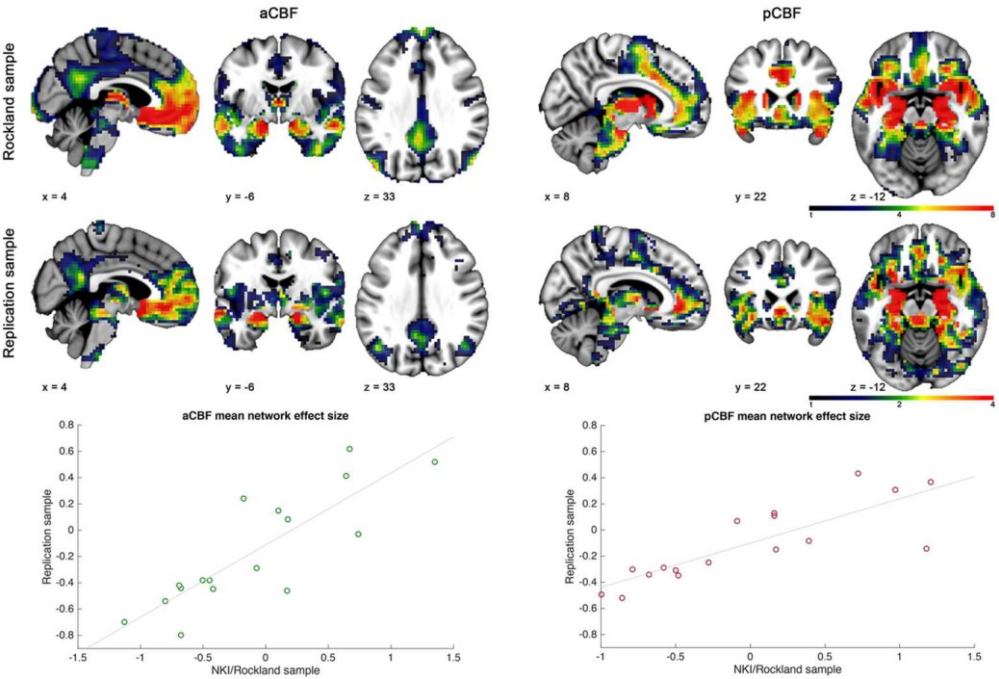 aCBF pCBF
Rockland sample
x = 4 y = -6 z = 33 x = 8 y = 22 z = -12
1 4 8
Replication sample
x = 4 y = -6 z = 33 x = 8 y = 22 z = -12
1 2 4
aCBF mean network effect size
Replication sample
0.8
0.6
0.4
0.2
0
-0.2
-0.4
-0.6
-0.8
-1.5 -1 -0.5 0 0.5 1 1.5
NKI/Rockland sample
pCBF mean network effect size
Replication sample
0.8
0.6
0.4
0.2
0
-0.2
-0.4
-0.6
-0.8
-1 -0.5 0 0.5 1 1.5
NKI/Rockland sample